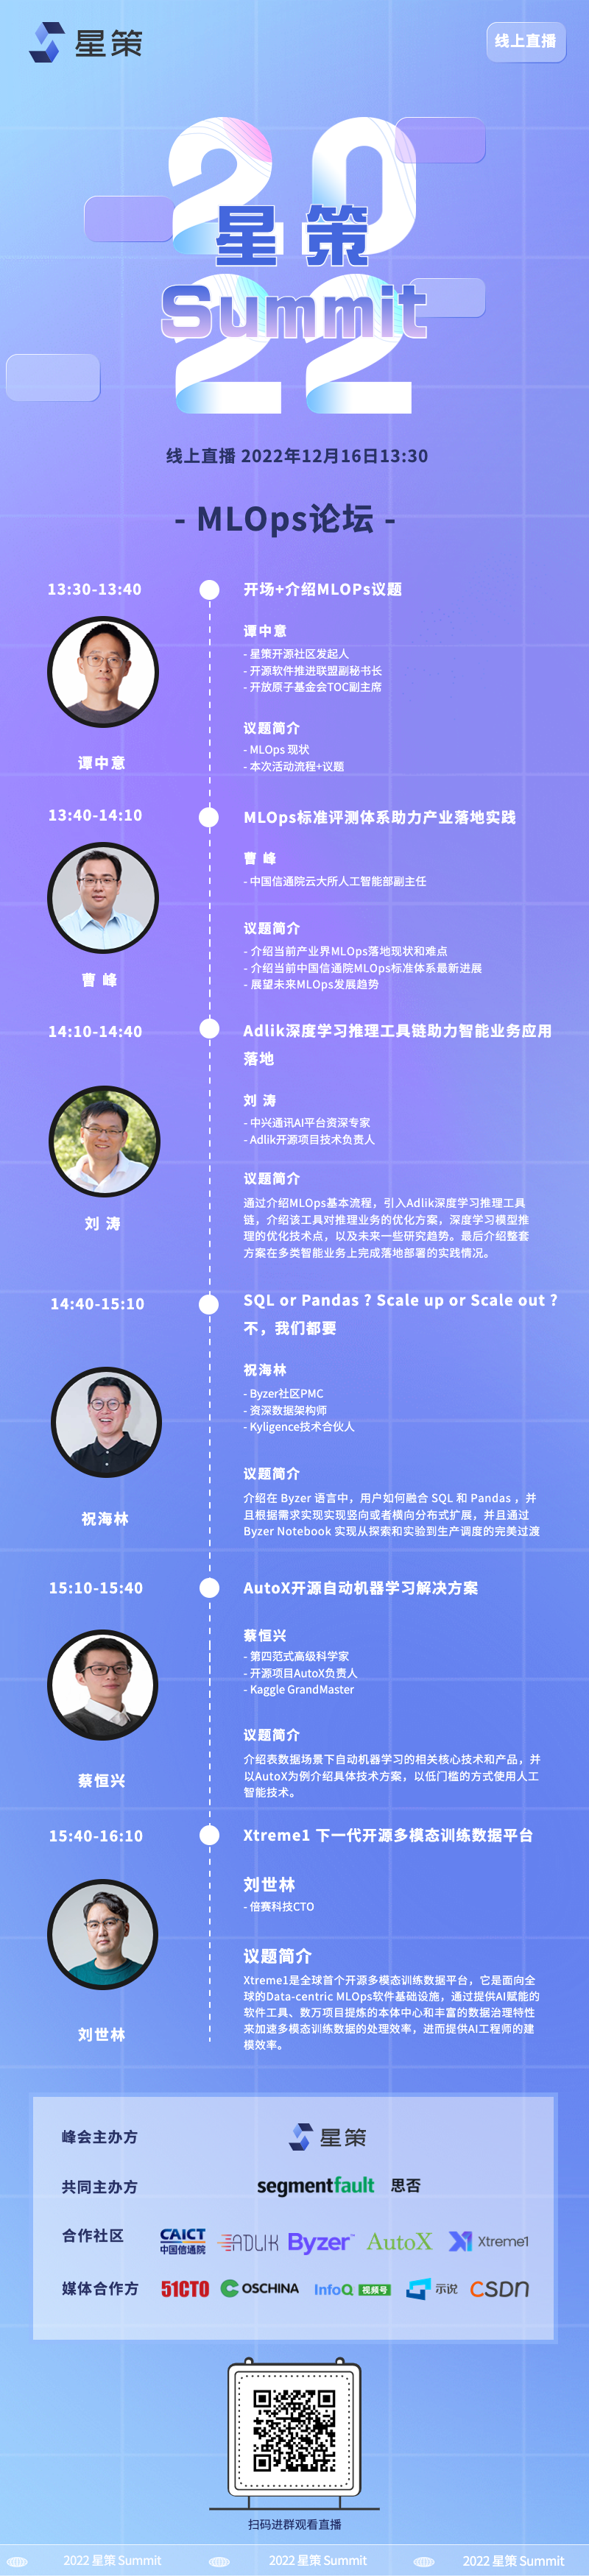 星策
线上直播
2022
星策
Summit
线上直播 2022年12月16日13:30
- MLOps论坛 -
13:30-13:40
谭中意
开场+介绍MLOPs议题
谭中意
- 星策开源社区发起人
- 开源软件推进联盟副秘书长
- 开放原子基金会TOC副主席
议题简介
- MLOps 现状
- 本次活动流程+议题
13:40-14:10
曹 峰
MLOps标准评测体系助力产业落地实践
曹 峰
- 中国信通院云大所人工智能部副主任
议题简介
- 介绍当前产业界MLOps落地现状和难点
- 介绍当前中国信通院MLOps标准体系最新进展
- 展望未来MLOps发展趋势
14:10-14:40
刘 涛
Adlik深度学习推理工具链助力智能业务应用
落地
刘 涛
- 中兴通讯AI平台资深专家
- Adlik开源项目技术负责人
议题简介
通过介绍MLOps基本流程，引入Adlik深度学习推理工具
链，介绍该工具对推理业务的优化方案，深度学习模型推
理的优化技术点，以及未来一些研究趋势。最后介绍整套
方案在多类智能业务上完成落地部署的实践情况。
14:40-15:10
祝海林
SQL or Pandas ? Scale up or Scale out ?
不，我们都要
祝海林
- Byzer社区PMC
- 资深数据架构师
- Kyligence技术合伙人
议题简介
介绍在 Byzer 语言中，用户如何融合 SQL 和 Pandas ，并
且根据需求实现实现竖向或者横向分布式扩展，并且通过
Byzer Notebook 实现从探索和实验到生产调度的完美过渡
15:10-15:40
蔡恒兴
AutoX开源自动机器学习解决方案
蔡恒兴
- 第四范式高级科学家
- 开源项目AutoX负责人
- Kaggle GrandMaster
议题简介
介绍表数据场景下自动机器学习的相关核心技术和产品，并
以AutoX为例介绍具体技术方案，以低门槛的方式使用人工
智能技术。
15:40-16:10
刘世林
Xtreme1 下一代开源多模态训练数据平台
刘世林
- 倍赛科技CTO
议题简介
Xtreme1是全球首个开源多模态训练数据平台，它是面向全
球的Data-centric MLOps软件基础设施，通过提供AI赋能的
软件工具、数万项目提炼的本体中心和丰富的数据治理特性
来加速多模态训练数据的处理效率，进而提供AI工程师的建
模效率。
峰会主办方 星策
共同主办方 segmentfault 思否
合作社区 CAICT 中国信通院 ADLIK Byzer™ AutoX Xtreme1
媒体合作方 51CTO OSCHINA InfoQ 视频号 示说 CSDN
扫码进群观看直播
2022 星策 Summit 2022 星策 Summit 2022 星策 Summit